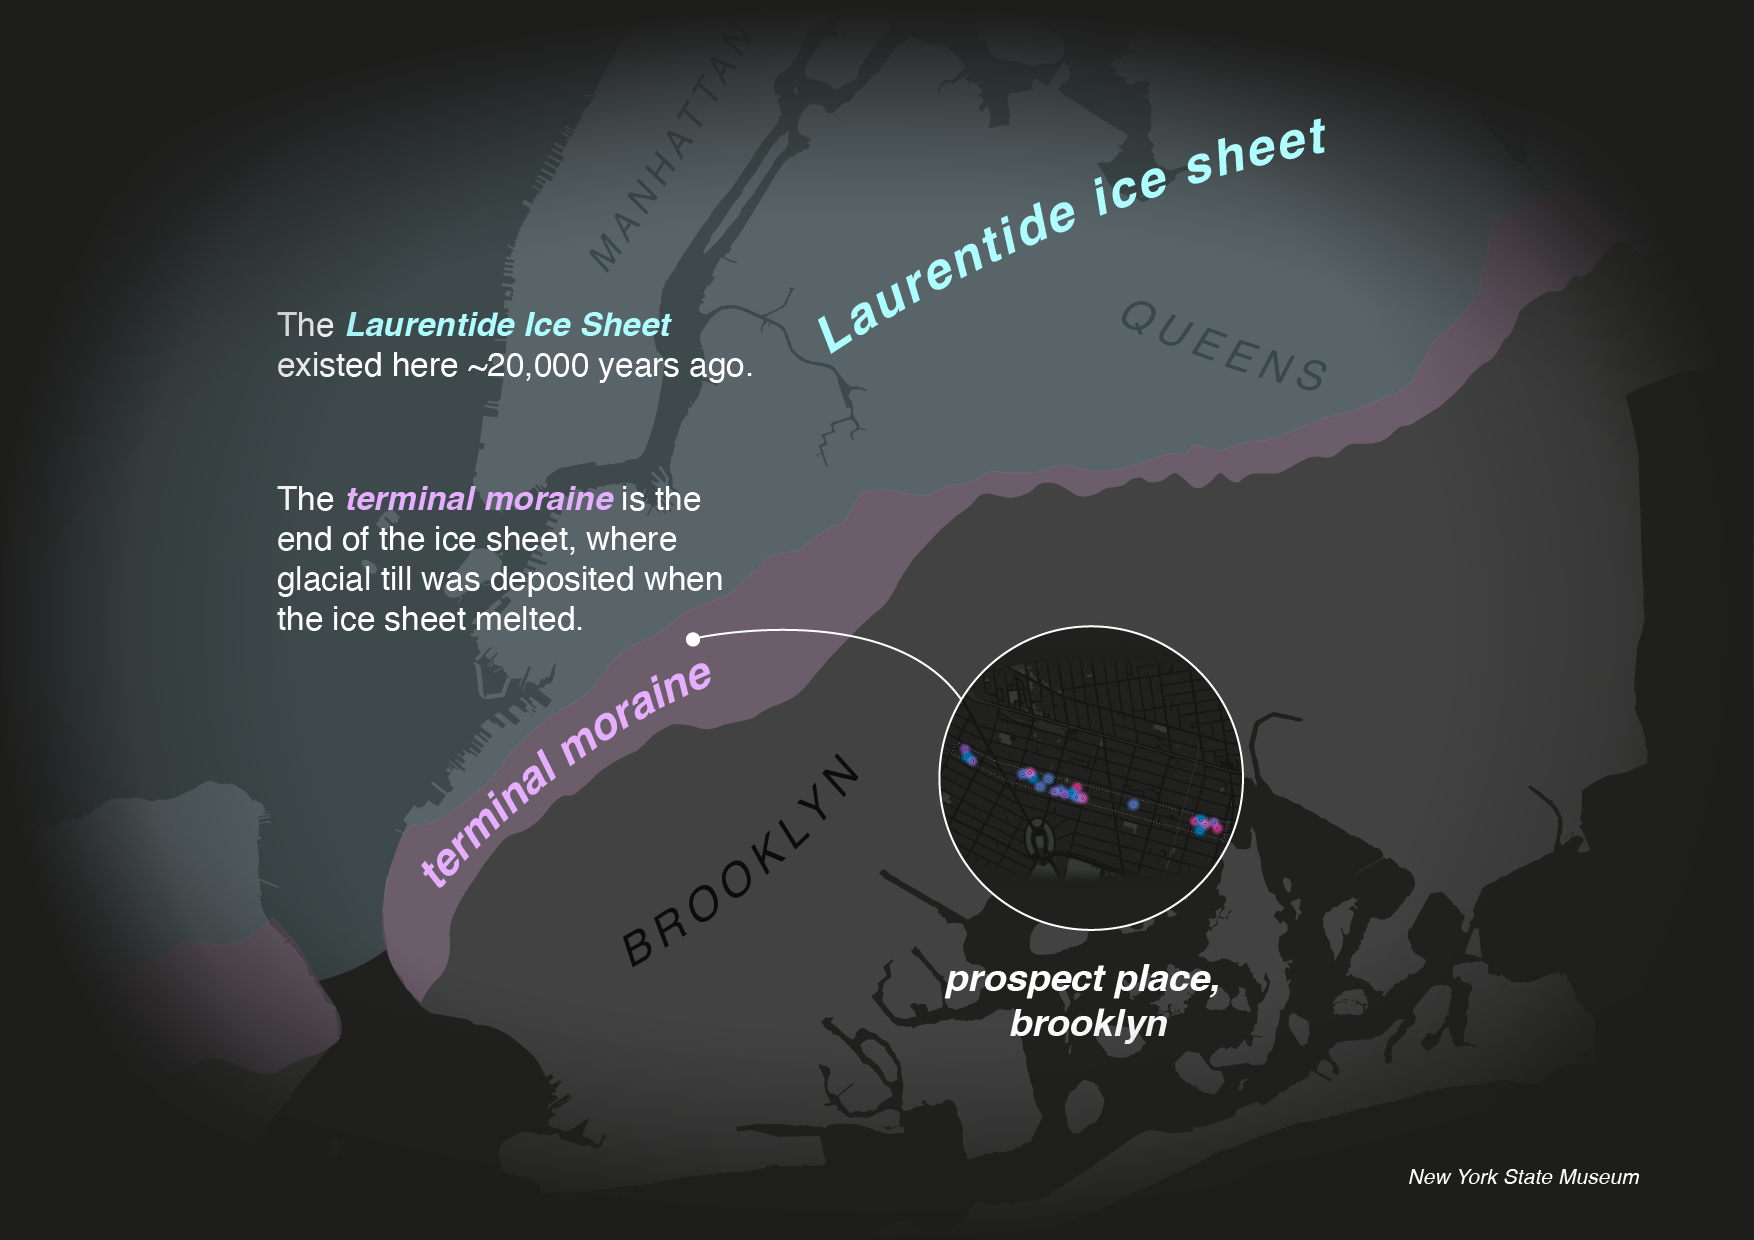 MANHATTAN
Laurentide ice sheet
QUEENS
The Laurentide Ice Sheet
existed here ~20,000 years ago.
The terminal moraine is the
end of the ice sheet, where
glacial till was deposited when
the ice sheet melted.
terminal moraine
BROOKLYN
prospect place,
brooklyn
New York State Museum